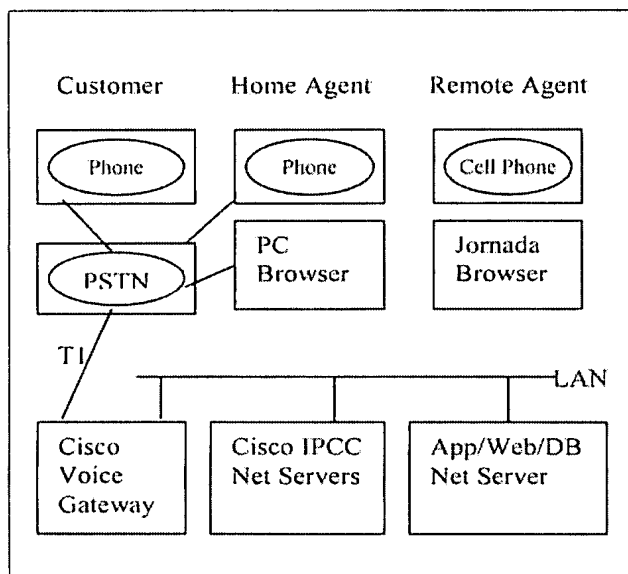 Customer
Home Agent
Remote Agent
Phone
Phone
Cell Phone
PSTN
PC
Browser
Jornada
Browser
T1
LAN
Cisco
Voice
Gateway
Cisco IPCC
Net Servers
App/Web/DB
Net Server